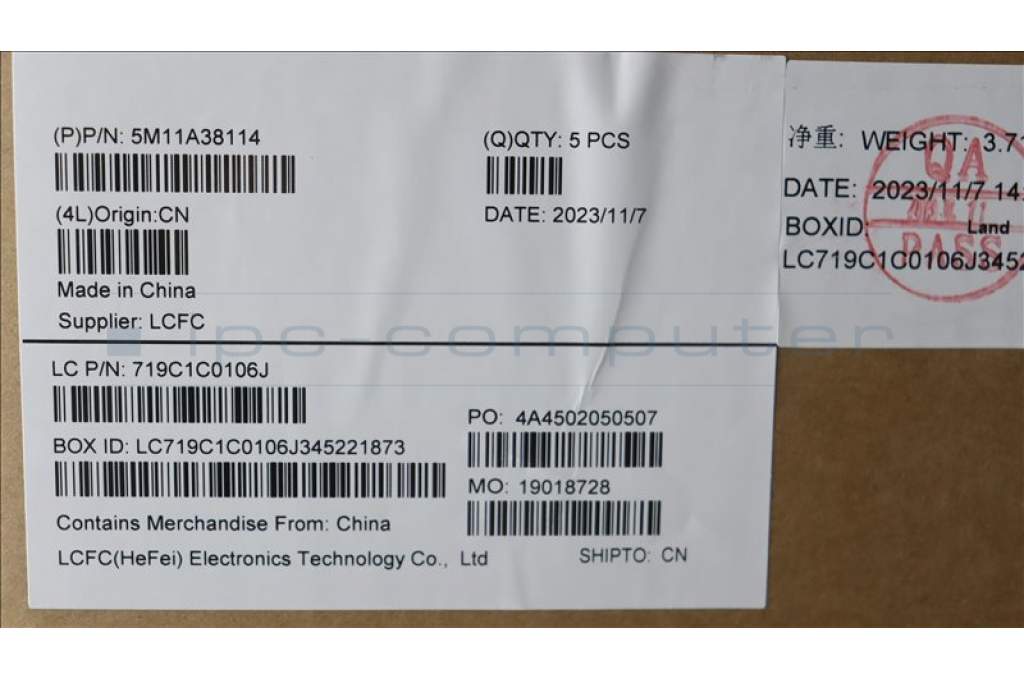 (P)P/N: 5M11A38114
(Q)QTY: 5 PCS
(4L)Origin:CN
DATE: 2023/11/7
Made in China
Supplier: LCFC
LC P/N: 719C1C0106J
PO: 4A4502050507
BOX ID: LC719C1C0106J345221873
MO: 19018728
Contains Merchandise From: China
LCFC(HeFei) Electronics Technology Co., Ltd
SHIPTO: CN
净重: WEIGHT: 3.71
DATE: 2023/11/7 14
BOXID: Land
LC719C1C0106J3452
QA
PASS
ipc-computer